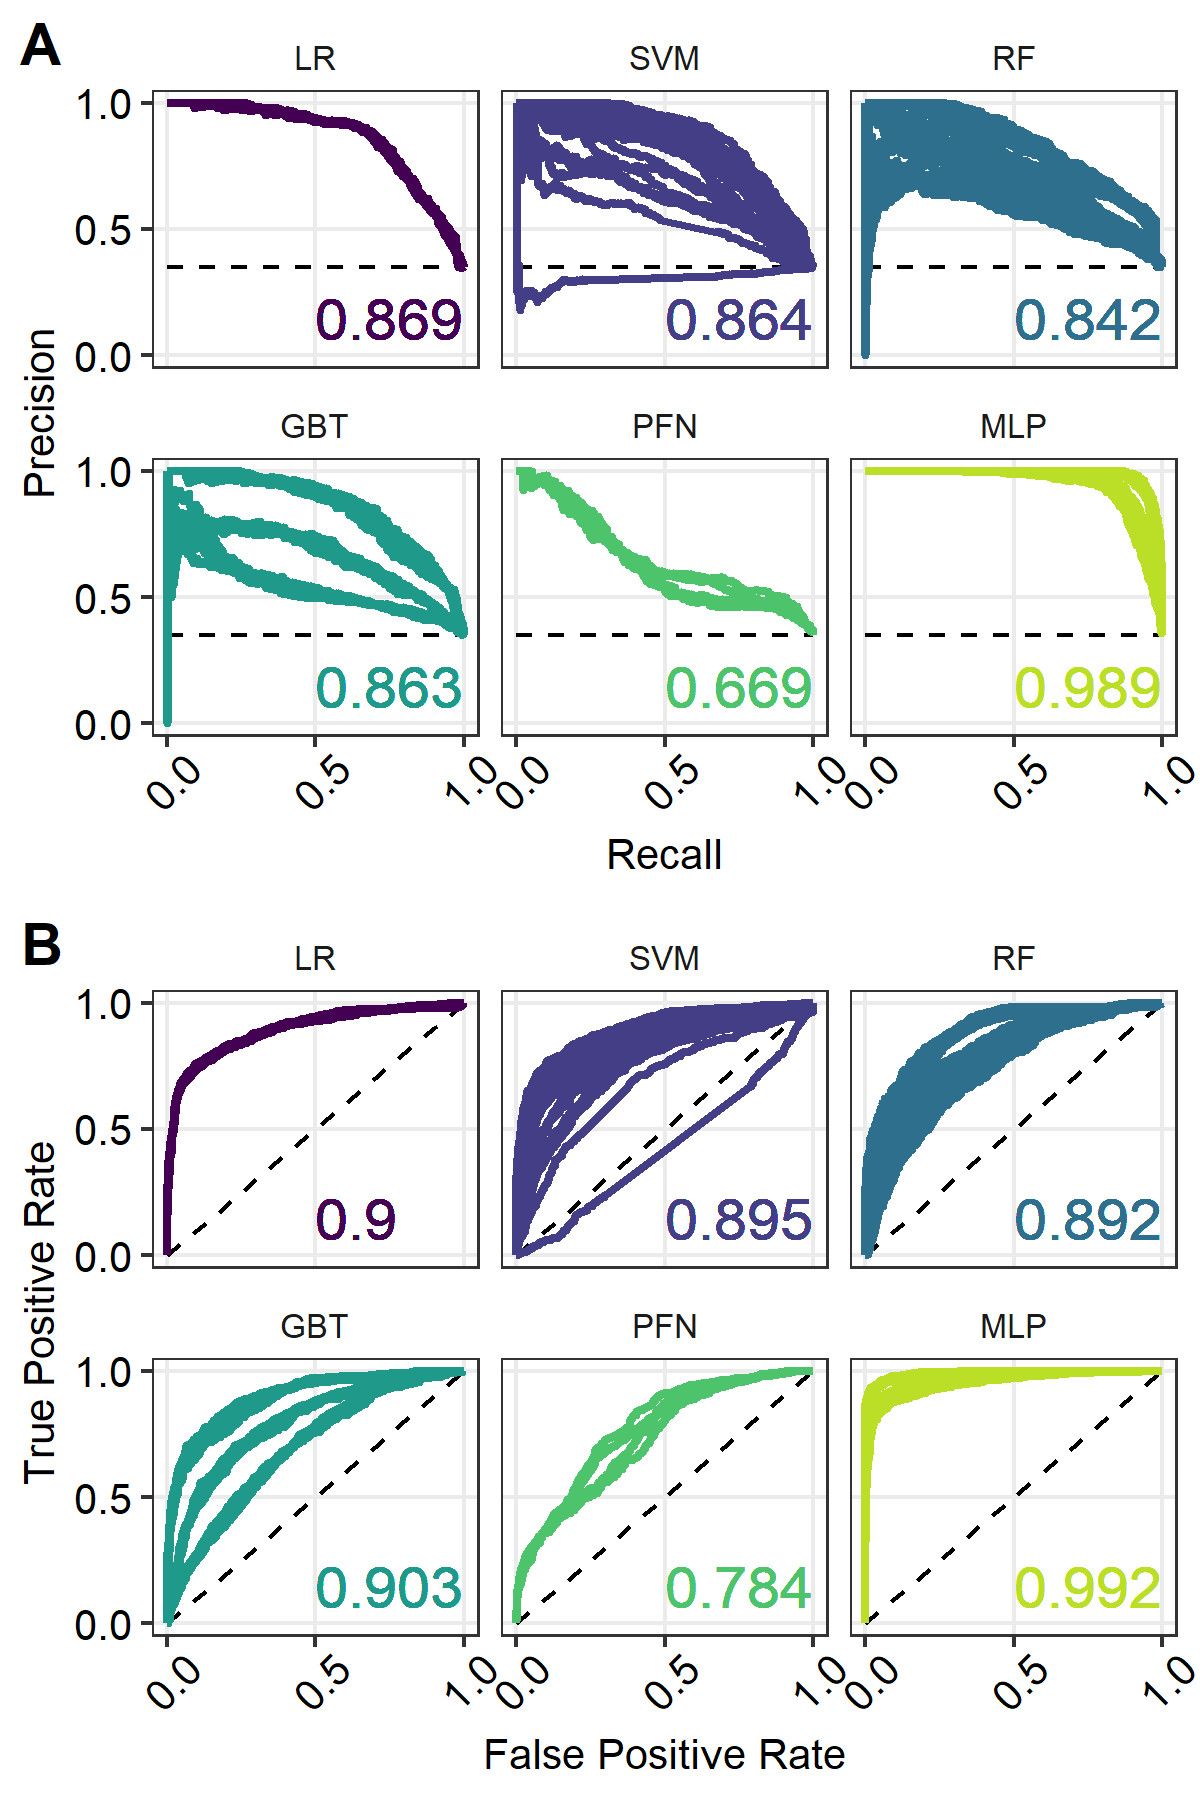 A
LR SVM RF
1.0
0.5
0.0
0.869 0.864 0.842
GBT PFN MLP
1.0
0.5
0.0
0.863 0.669 0.989
0.0 0.5 1.0 0.0 0.5 1.0 0.0 0.5 1.0
Precision
Recall
B
LR SVM RF
1.0
0.5
0.0
0.9 0.895 0.892
GBT PFN MLP
1.0
0.5
0.0
0.903 0.784 0.992
0.0 0.5 1.0 0.0 0.5 1.0 0.0 0.5 1.0
True Positive Rate
False Positive Rate